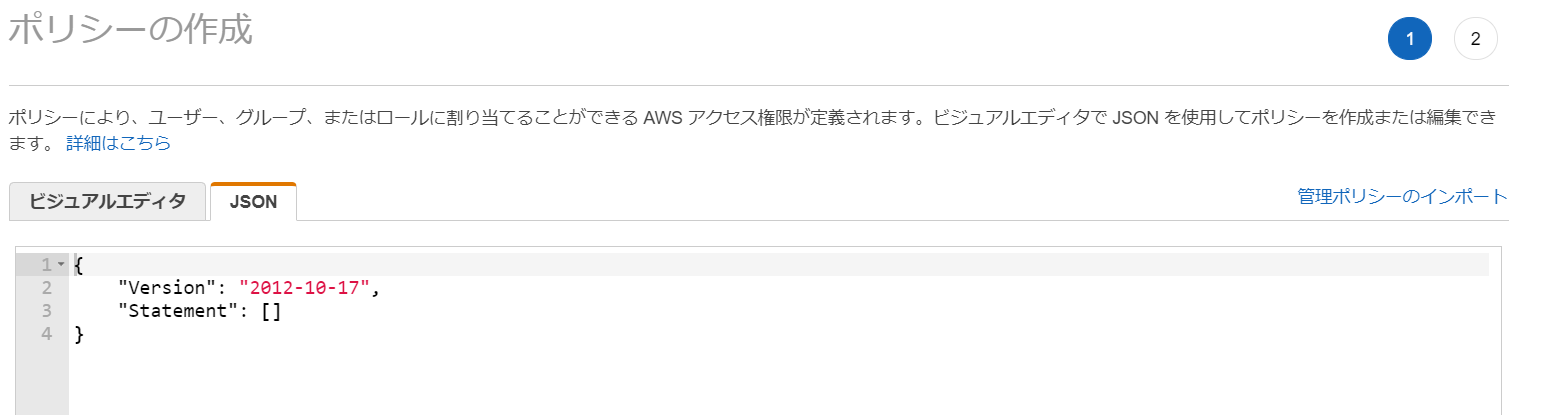 ポリシーの作成
1
2
ポリシーにより、ユーザー、グループ、またはロールに割り当てることができる AWS アクセス権限が定義されます。ビジュアルエディタで JSON を使用してポリシーを作成または編集でき
ます。 詳細はこちら
ビジュアルエディタ JSON 管理ポリシーのインポート
1 {
2     "Version": "2012-10-17",
3     "Statement": []
4 }